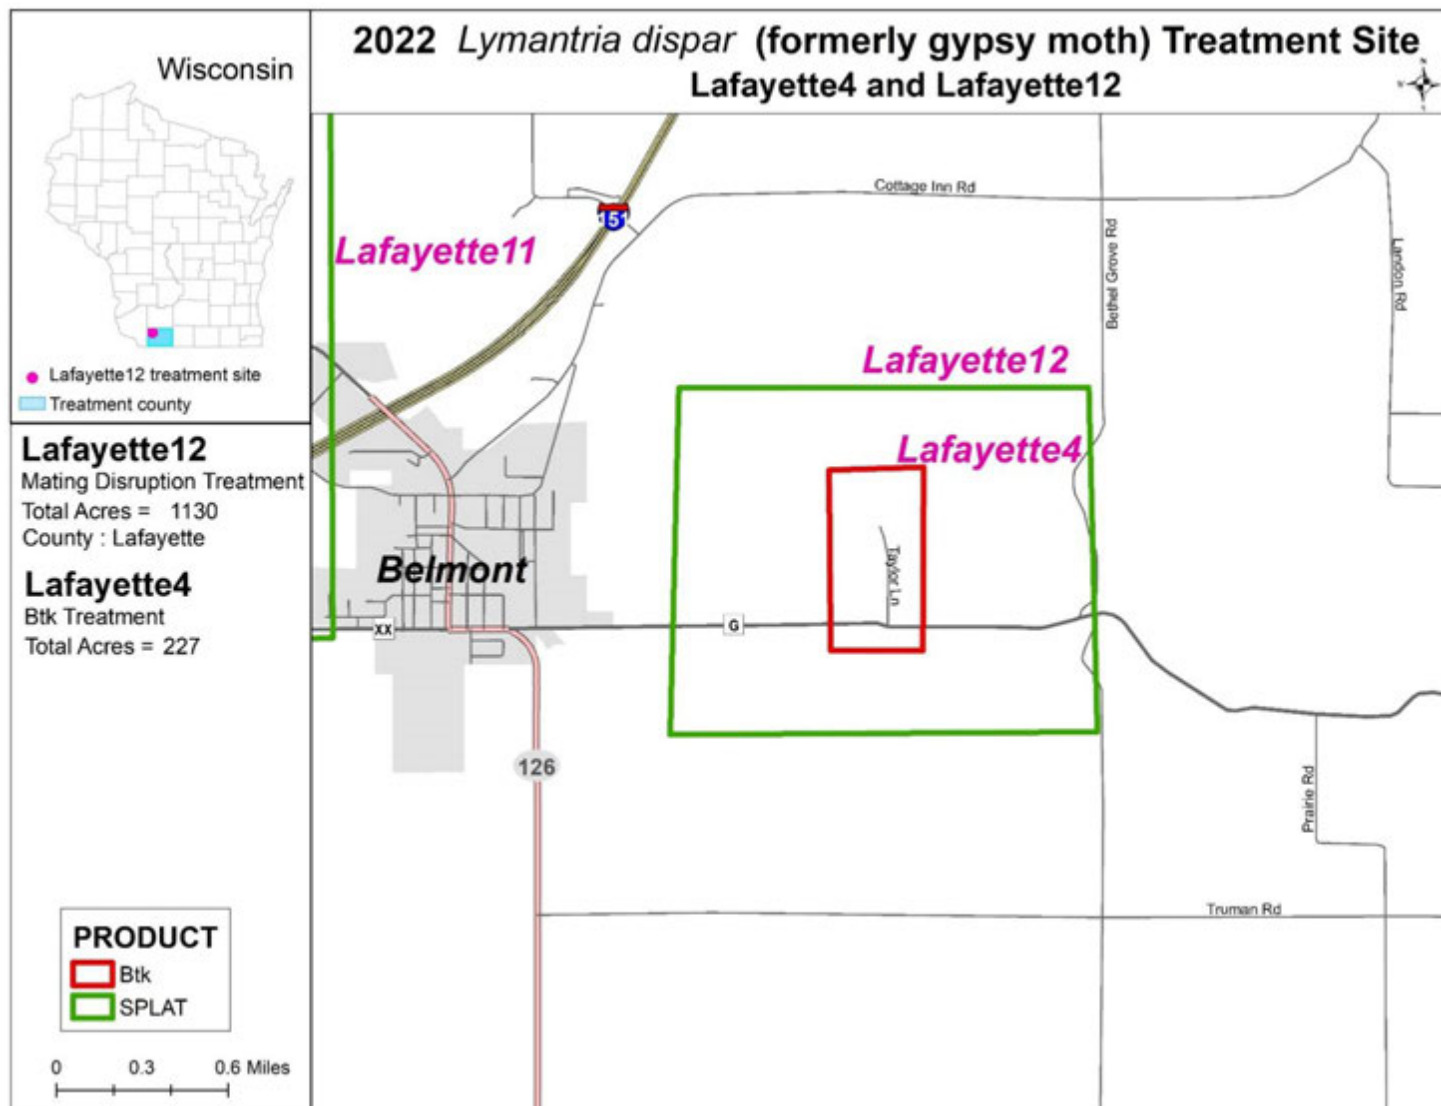 2022 Lymantria dispar (formerly gypsy moth) Treatment Site
Lafayette4 and Lafayette12
N
Wisconsin
Lafayette12 treatment site
Treatment county
Lafayette12
Mating Disruption Treatment
Total Acres = 1130
County : Lafayette
Lafayette4
Btk Treatment
Total Acres = 227
PRODUCT
Btk
SPLAT
0 0.3 0.6 Miles
Cottage Inn Rd
151
Lafayette11
Bethel Grove Rd
Landon Rd
Lafayette12
Lafayette4
Taylor Ln
Belmont
XX
G
126
Prairie Rd
Truman Rd